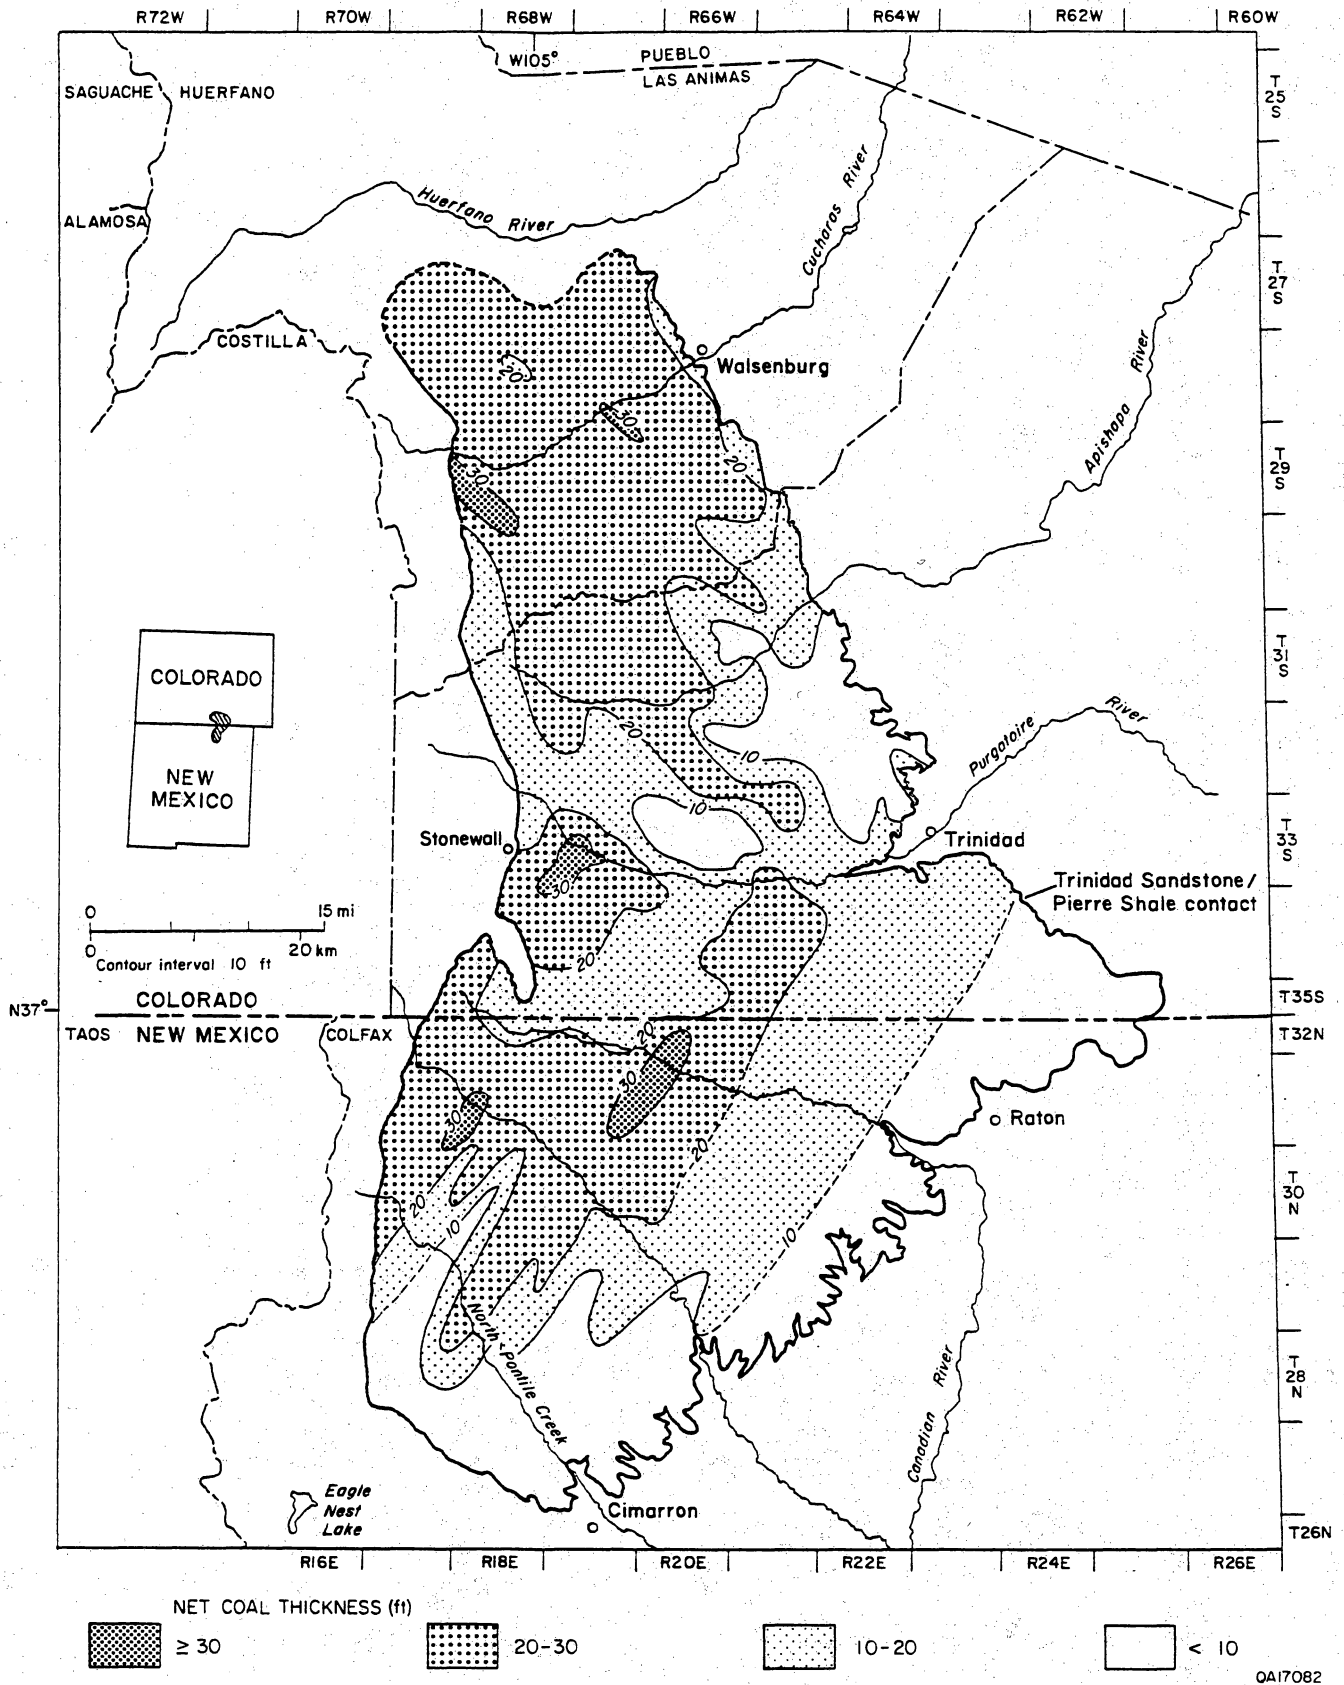 R72W
R70W
R68W
R66W
R64W
R62W
R60W
W105°
PUEBLO
LAS ANIMAS
SAGUACHE
HUERFANO
T
25
S
ALAMOSA
Huerfano River
Cucharas River
T
27
S
COSTILLA
Walsenburg
20
30
Apishapa River
20
30
T
29
S
COLORADO
NEW
MEXICO
T
31
S
20
10
Purgatoire River
10
Stonewall
Trinidad
T
33
S
30
Trinidad Sandstone/
Pierre Shale contact
0
15 mi
0
20 km
Contour interval 10 ft
20
N37°
COLORADO
T35S
TAOS
NEW MEXICO
COLFAX
20
T32N
30
30
Raton
20
20
10
10
T
30
N
North Ponille Creek
Canadian River
T
28
N
Eagle
Nest
Lake
Cimarron
T26N
R16E
R18E
R20E
R22E
R24E
R26E
NET COAL THICKNESS (ft)
≥ 30
20-30
10-20
< 10
QA17082